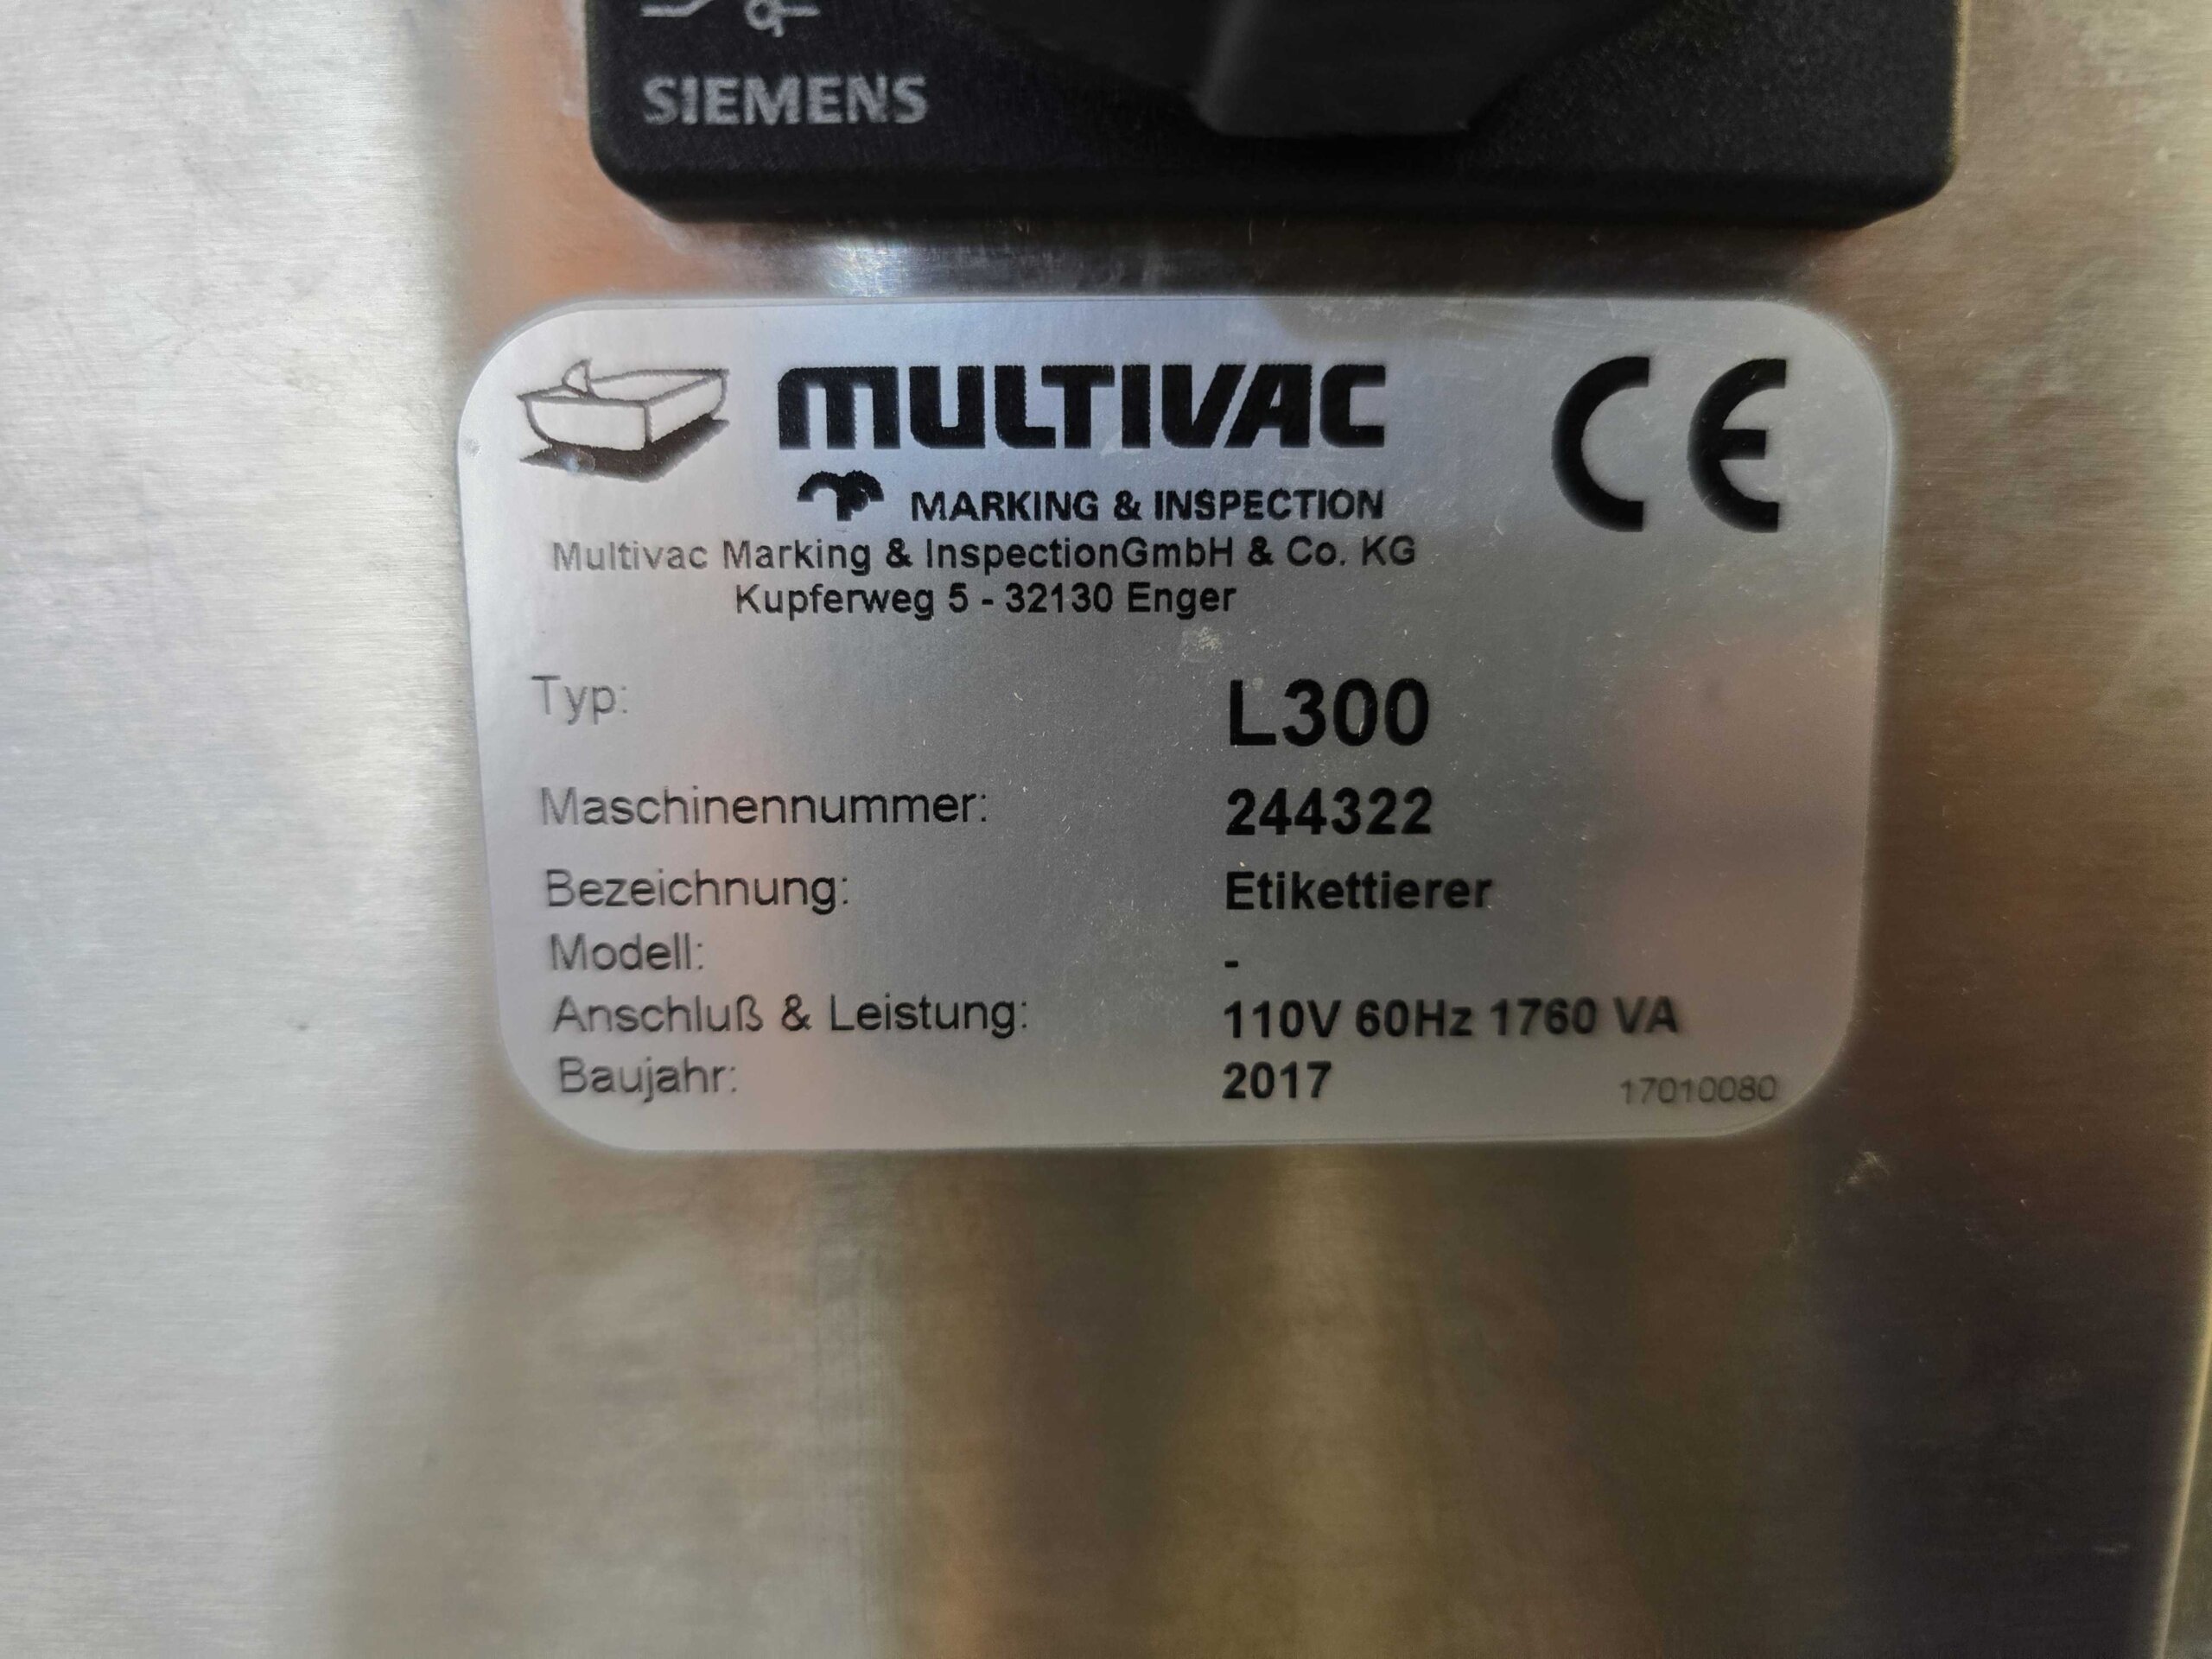 SIEMENS
MULTIVAC
CE
MARKING & INSPECTION
Multivac Marking & InspectionGmbH & Co. KG
Kupferweg 5 - 32130 Enger
Typ: L300
Maschinennummer: 244322
Bezeichnung: Etikettierer
Modell: -
Anschluß & Leistung: 110V 60Hz 1760 VA
Baujahr: 2017 17010080